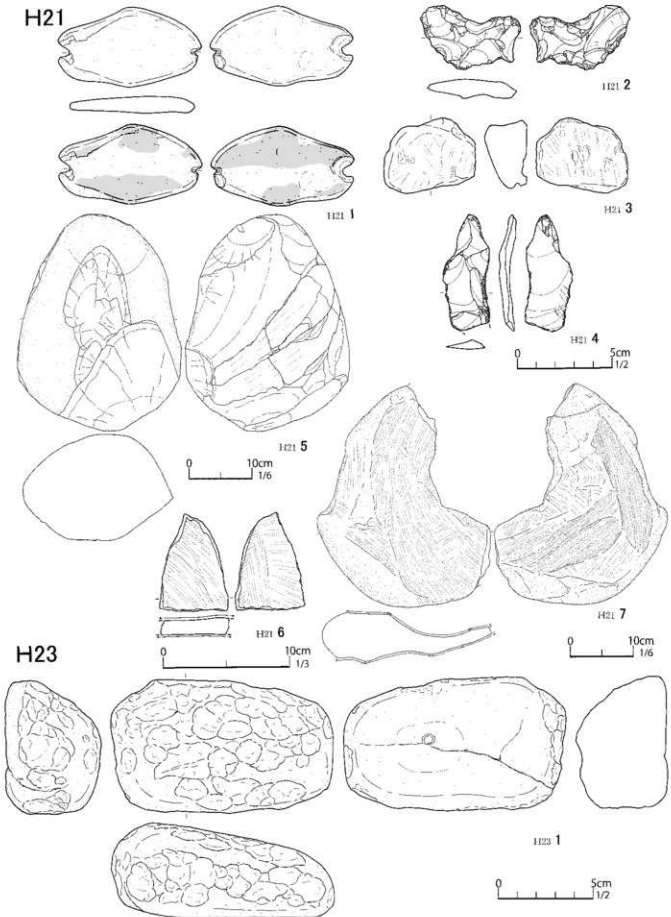 H21
H21 1
H21 2
H21 3
H21 4
0 5cm
1/2
H21 5
0 10cm
1/6
H21 6
0 10cm
1/3
H21 7
0 10cm
1/6
H23
H23 1
0 5cm
1/2